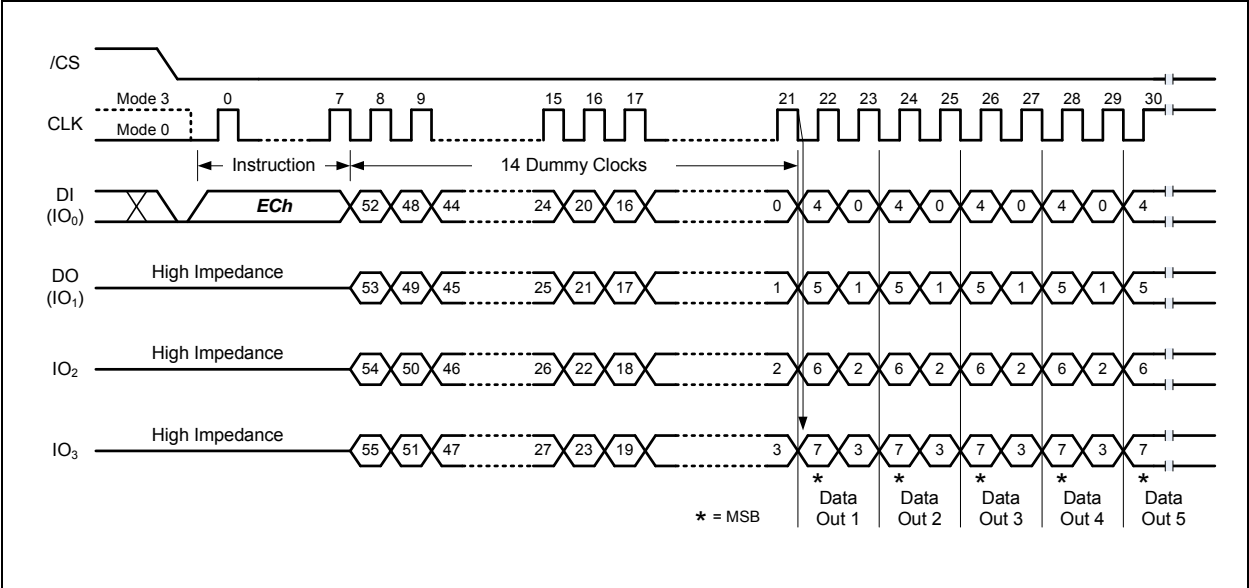 /CS
Mode 3 0 7 8 9 15 16 17 21 22 23 24 25 26 27 28 29 30
CLK
Mode 0
Instruction 14 Dummy Clocks
DI
(IO0)
ECh 52 48 44 24 20 16 0 4 0 4 0 4 0 4 0 4
DO
(IO1)
High Impedance 53 49 45 25 21 17 1 5 1 5 1 5 1 5 1 5
IO2
High Impedance 54 50 46 26 22 18 2 6 2 6 2 6 2 6 2 6
IO3
High Impedance 55 51 47 27 23 19 3 7 3 7 3 7 3 7 3 7
* * * * *
* = MSB
Data Out 1
Data Out 2
Data Out 3
Data Out 4
Data Out 5